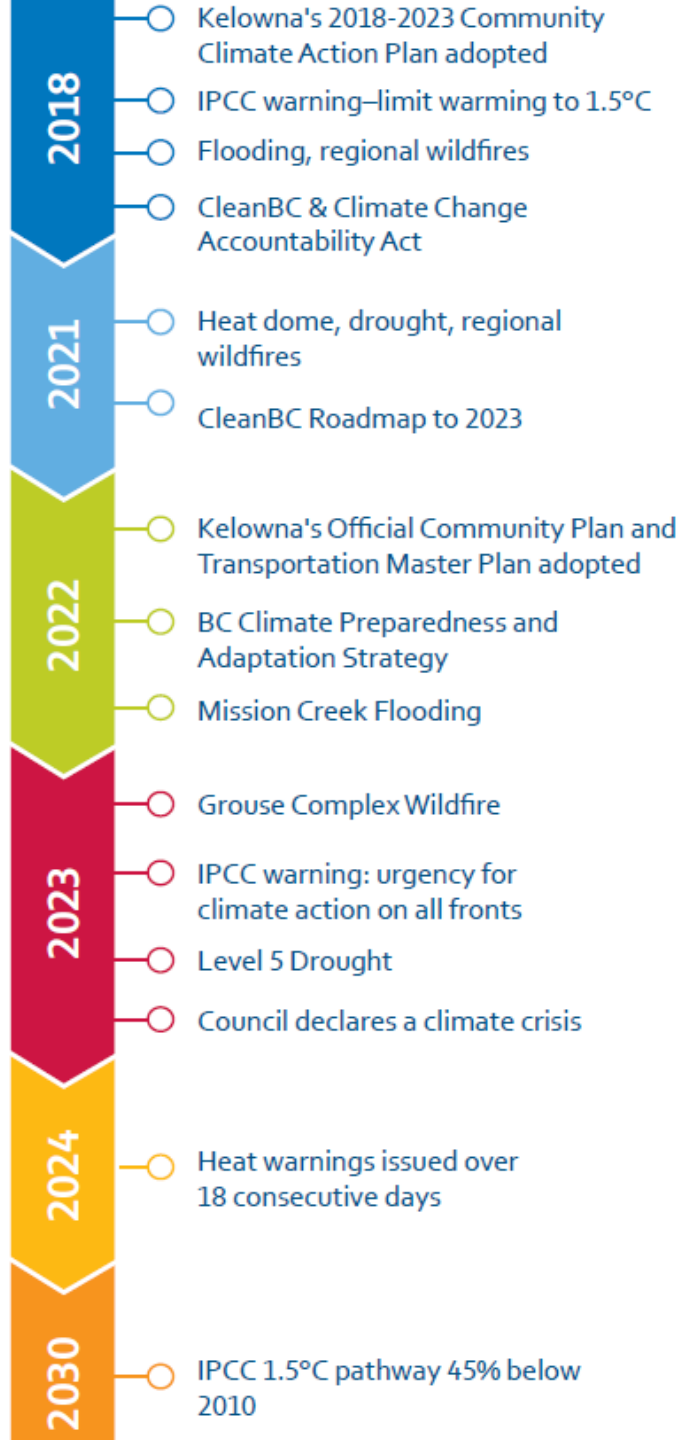 2018
Kelowna's 2018-2023 Community
Climate Action Plan adopted
IPCC warning–limit warming to 1.5°C
Flooding, regional wildfires
CleanBC & Climate Change
Accountability Act
2021
Heat dome, drought, regional
wildfires
CleanBC Roadmap to 2023
2022
Kelowna's Official Community Plan and
Transportation Master Plan adopted
BC Climate Preparedness and
Adaptation Strategy
Mission Creek Flooding
2023
Grouse Complex Wildfire
IPCC warning: urgency for
climate action on all fronts
Level 5 Drought
Council declares a climate crisis
2024
Heat warnings issued over
18 consecutive days
2030
IPCC 1.5°C pathway 45% below
2010